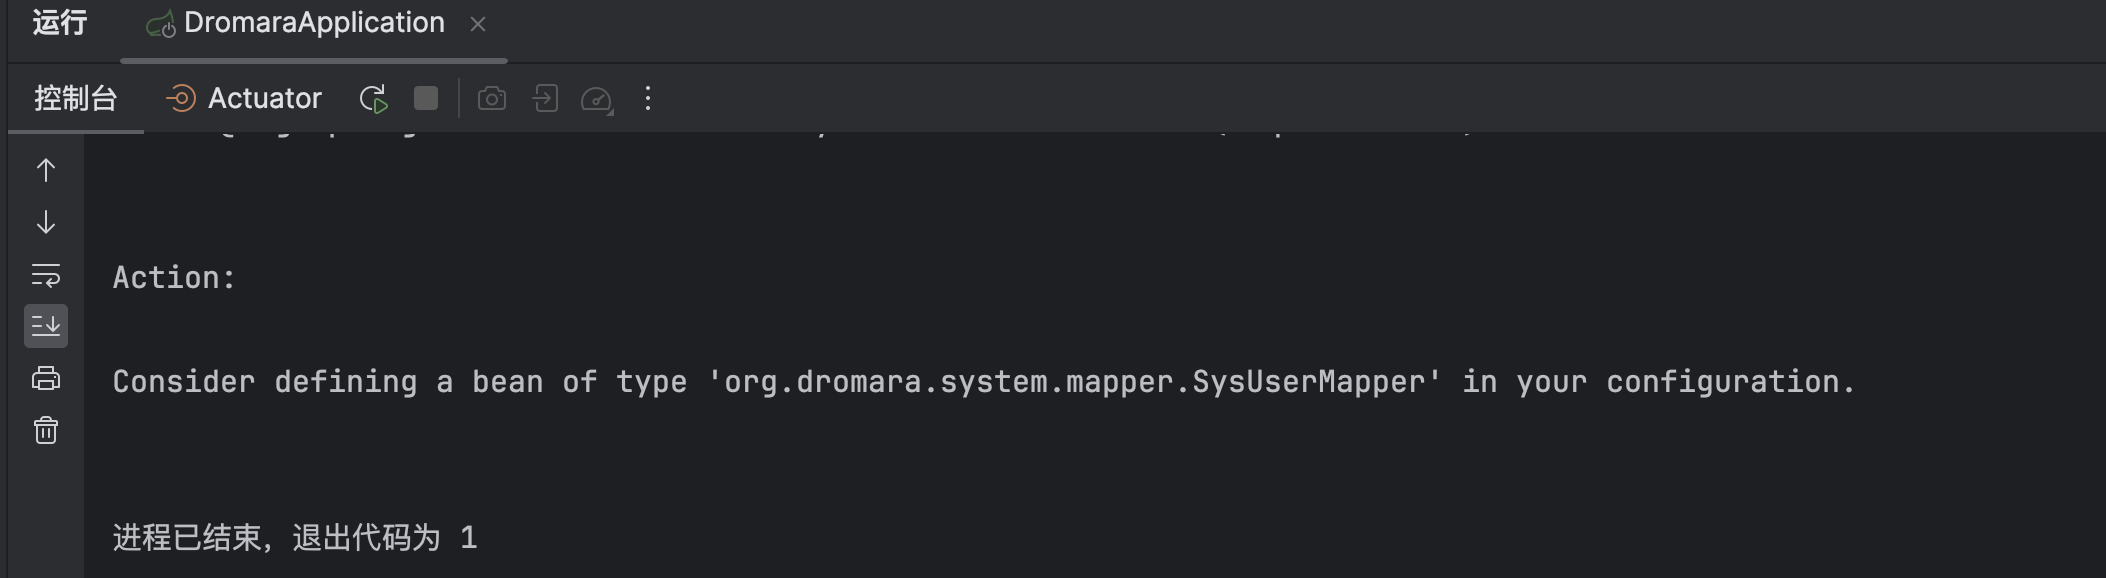 运行 DromaraApplication
控制台 Actuator
Action:
Consider defining a bean of type 'org.dromara.system.mapper.SysUserMapper' in your configuration.
进程已结束，退出代码为 1